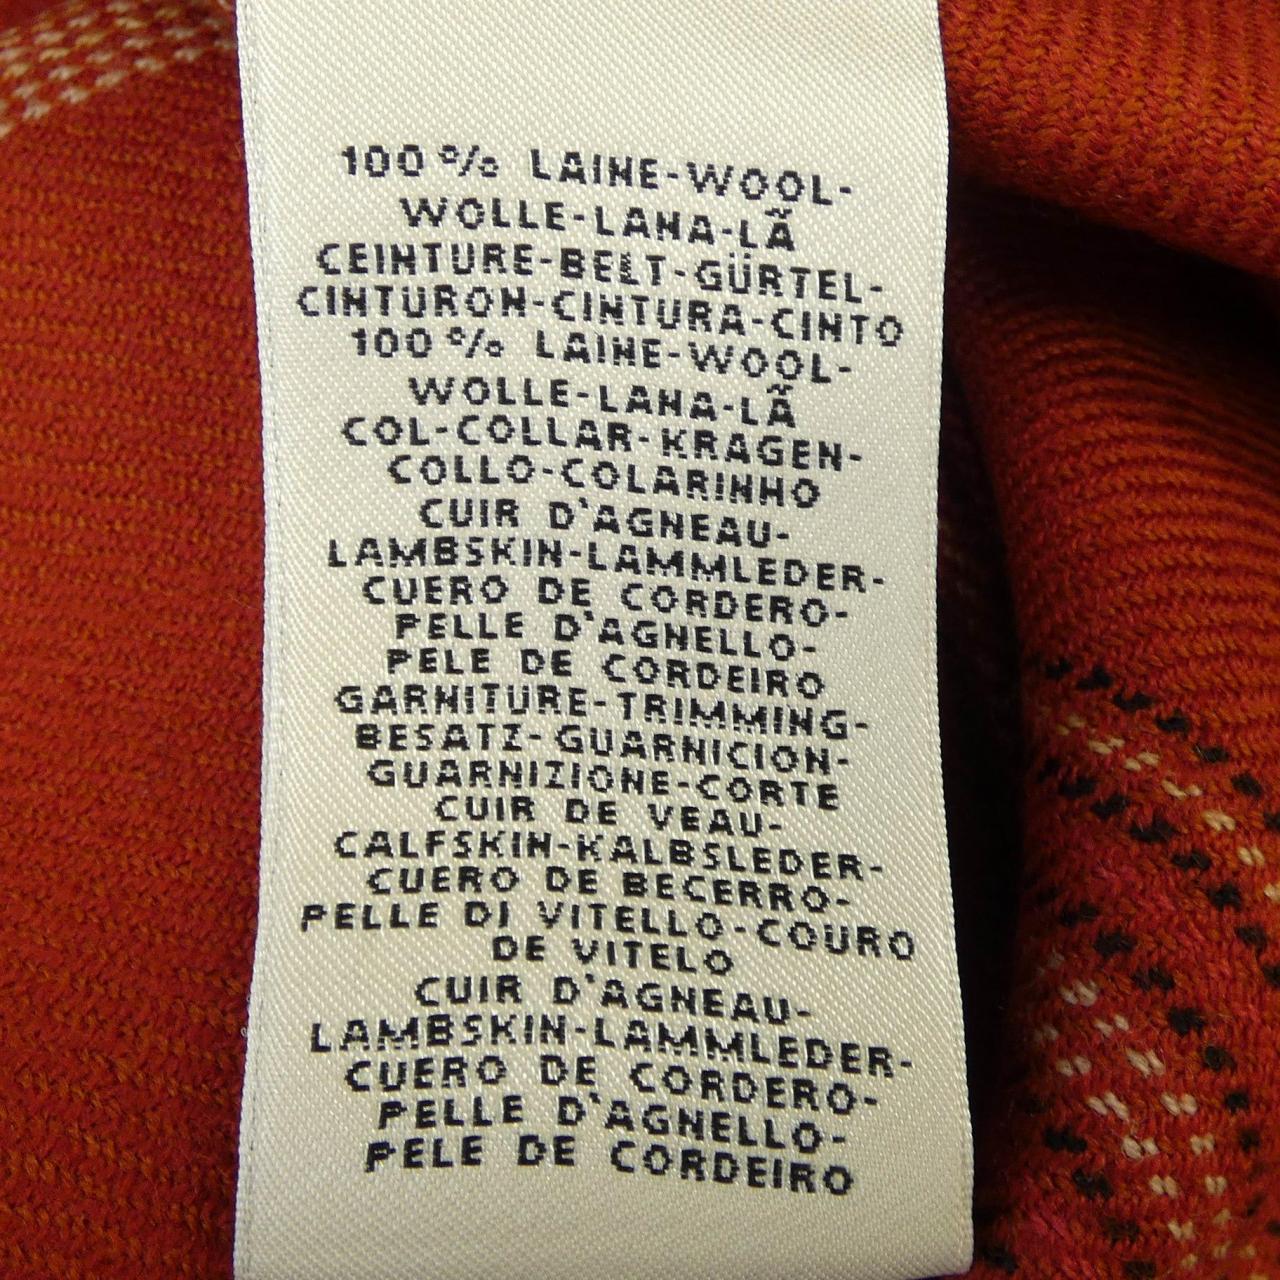 100 % LAINE-WOOL-
WOLLE-LANA-LÃ
CEINTURE-BELT-GÜRTEL-
CINTURON-CINTURA-CINTO
100 % LAINE-WOOL-
WOLLE-LANA-LÃ
COL-COLLAR-KRAGEN-
COLLO-COLARINHO
CUIR D'AGNEAU-
LAMBSKIN-LAMMLEDER-
CUERO DE CORDERO-
PELLE D'AGNELLO-
PELE DE CORDEIRO
GARNITURE-TRIMMING-
BESATZ-GUARNICION-
GUARNIZIONE-CORTE
CUIR DE VEAU-
CALFSKIN-KALBSLEDER-
CUERO DE BECERRO-
PELLE DI VITELLO-COURO
DE VITELO
CUIR D'AGNEAU-
LAMBSKIN-LAMMLEDER-
CUERO DE CORDERO-
PELLE D'AGNELLO-
PELE DE CORDEIRO